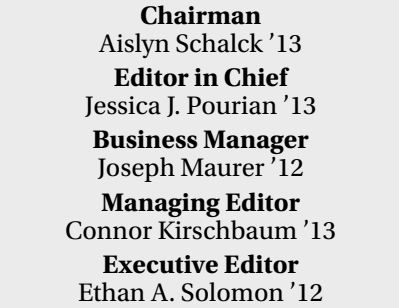 Chairman
Aislyn Schalck ’13
Editor in Chief
Jessica J. Pourian ’13
Business Manager
Joseph Maurer ’12
Managing Editor
Connor Kirschbaum ’13
Executive Editor
Ethan A. Solomon ’12